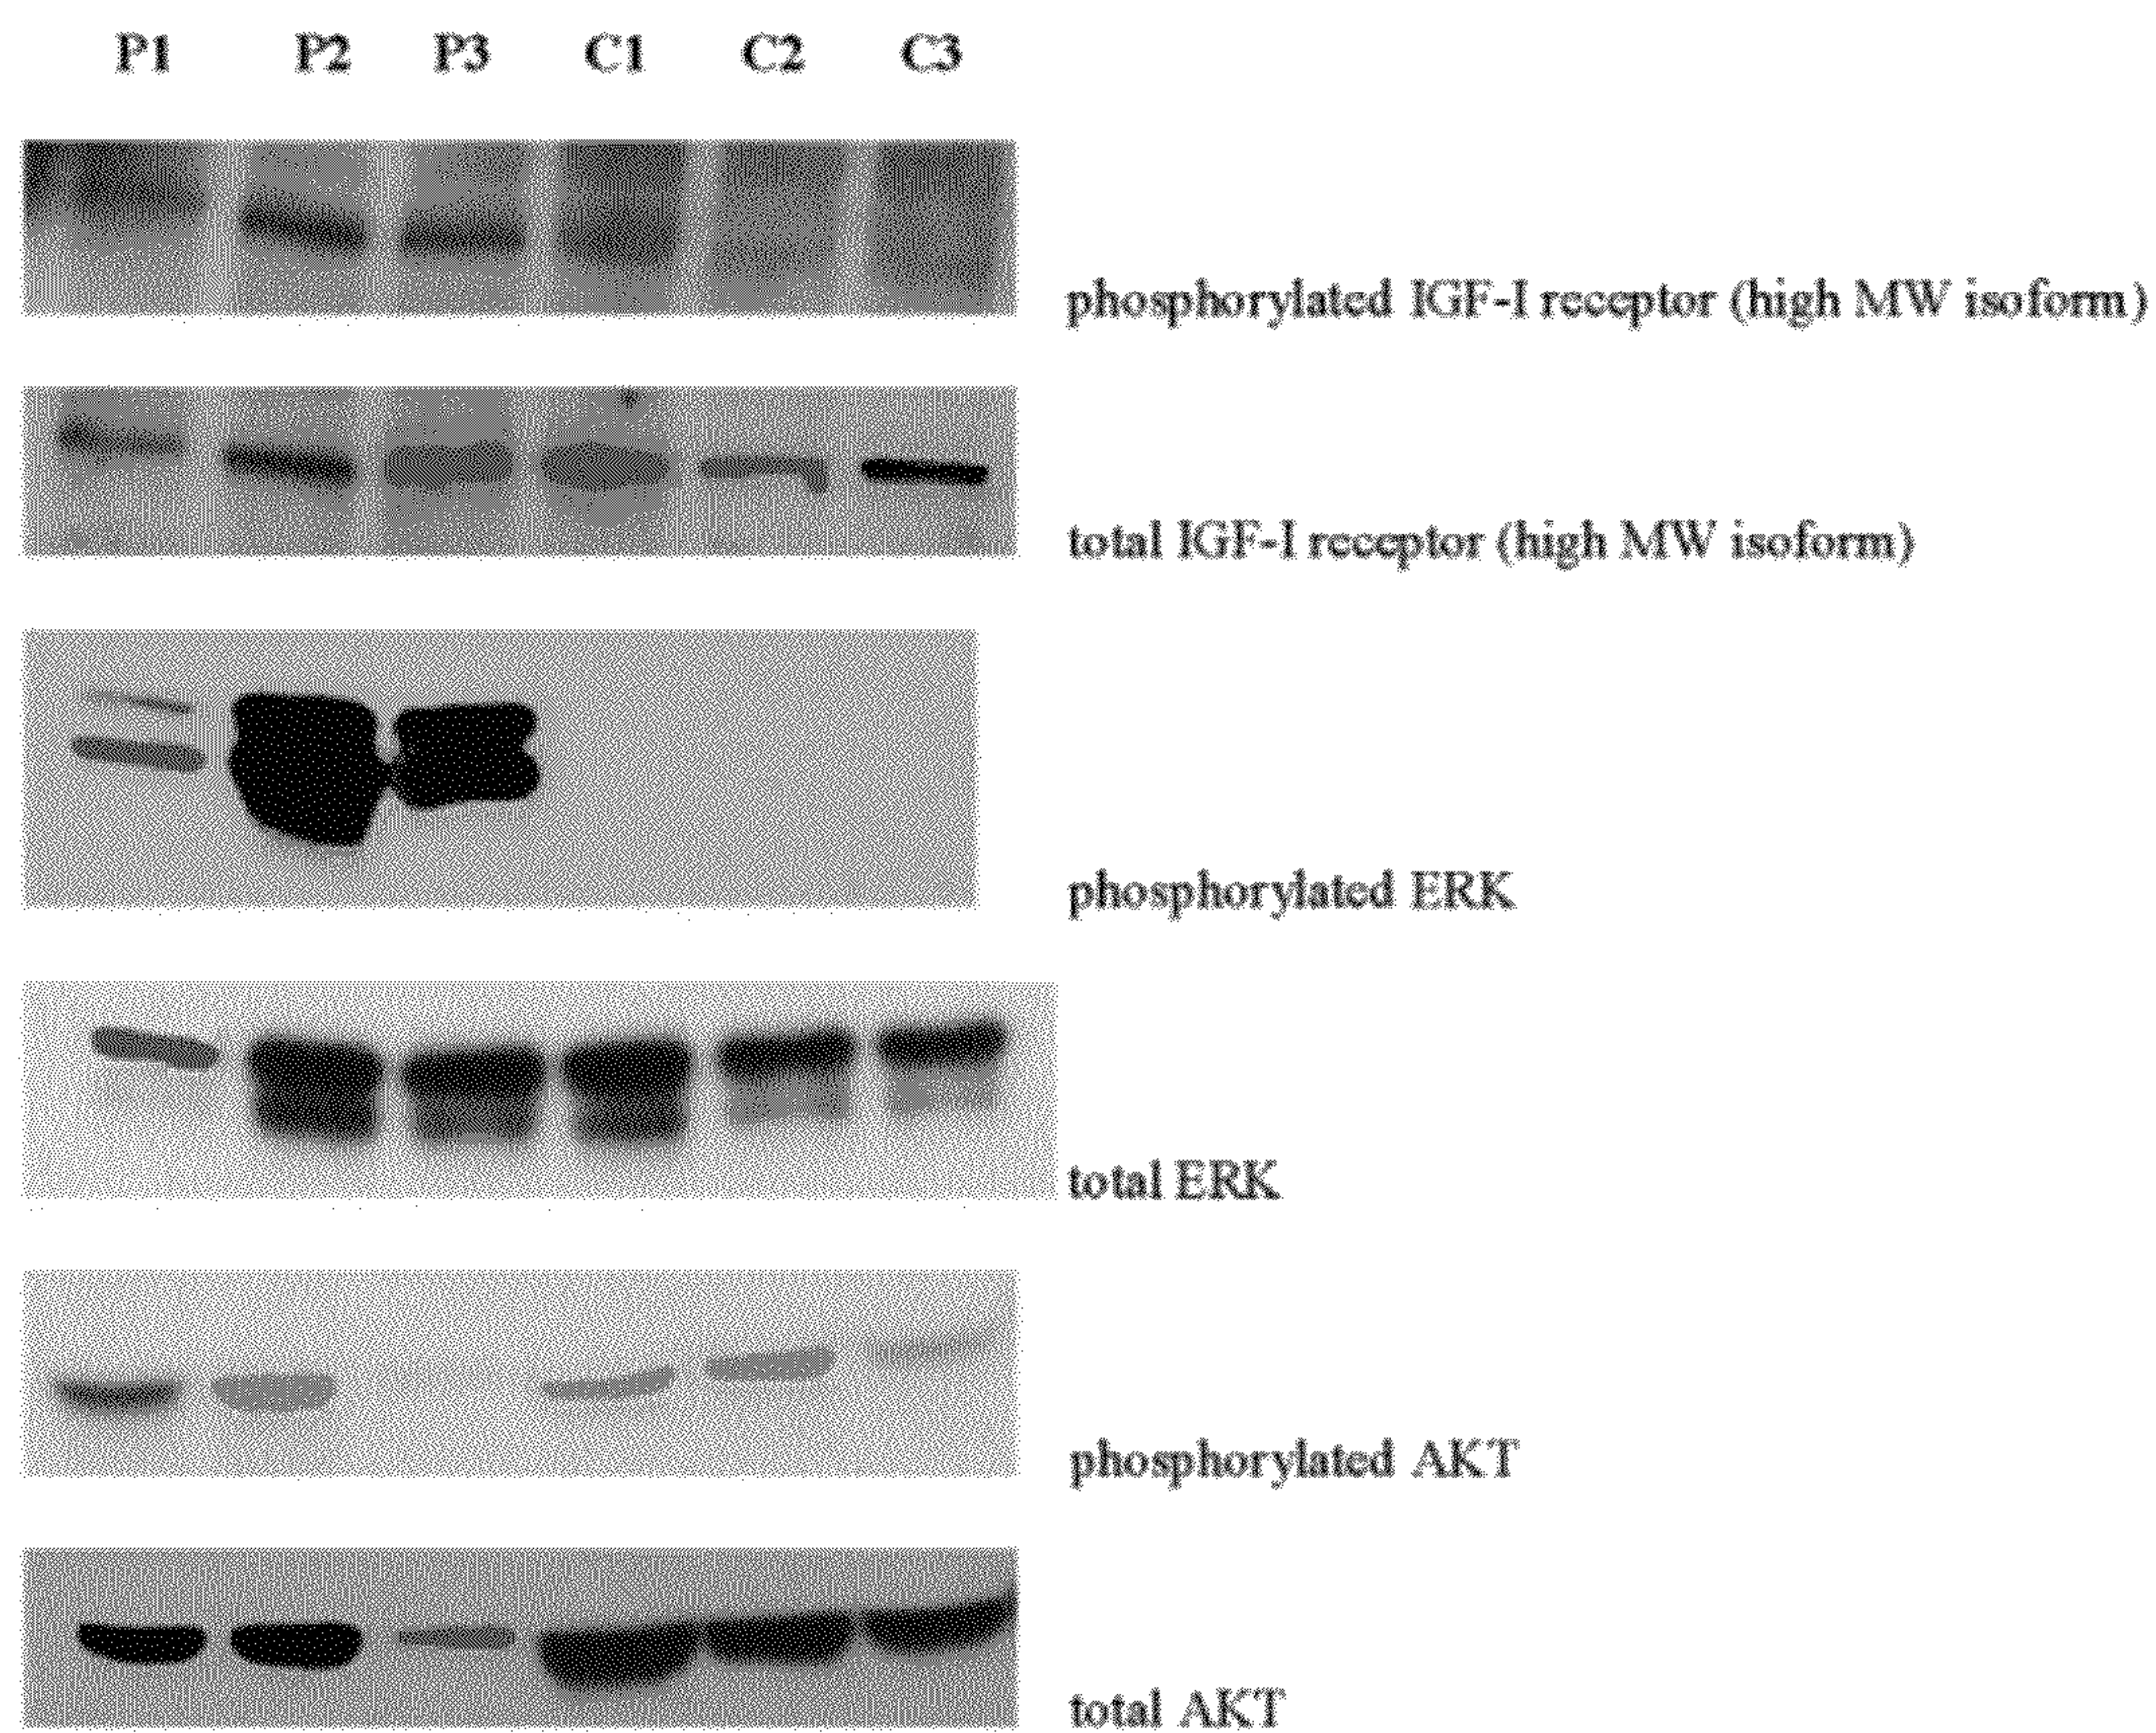 P1 P2 P3 C1 C2 C3
phosphorylated IGF-I receptor (high MW isoform)
total IGF-I receptor (high MW isoform)
phosphorylated ERK
total ERK
phosphorylated AKT
total AKT